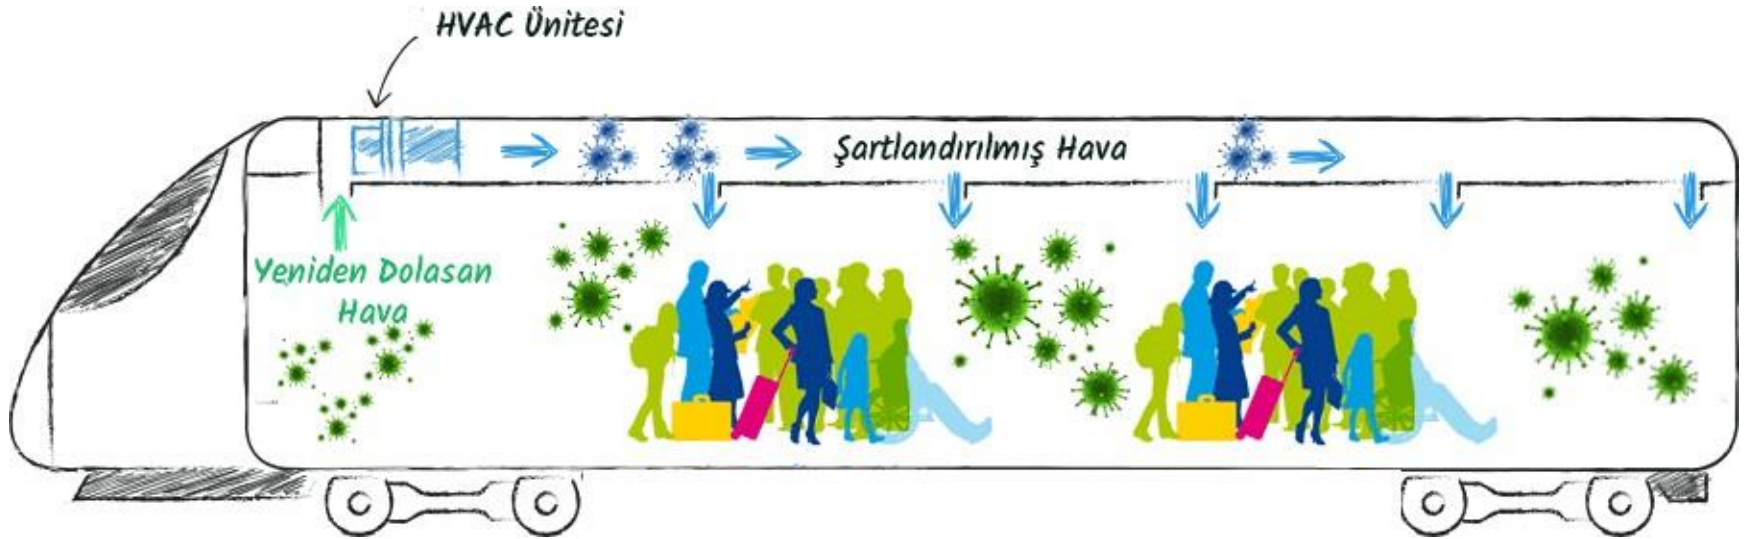 HVAC Ünitesi
Şartlandırılmış Hava
Yeniden Dolasan
Hava